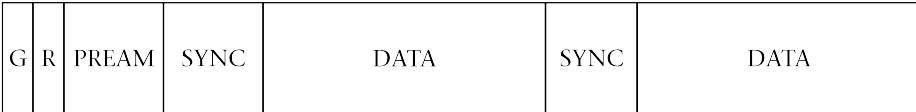 G R PREAM SYNC DATA SYNC DATA